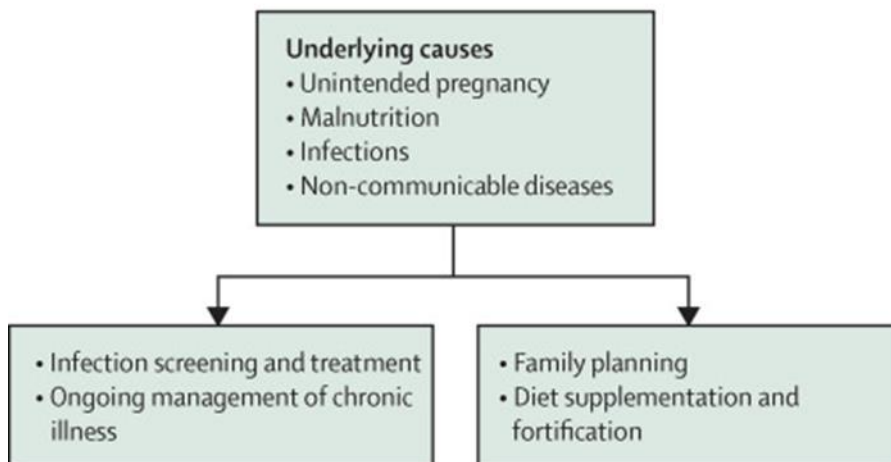 Underlying causes
• Unintended pregnancy
• Malnutrition
• Infections
• Non-communicable diseases
• Infection screening and treatment
• Ongoing management of chronic
illness
• Family planning
• Diet supplementation and
fortification